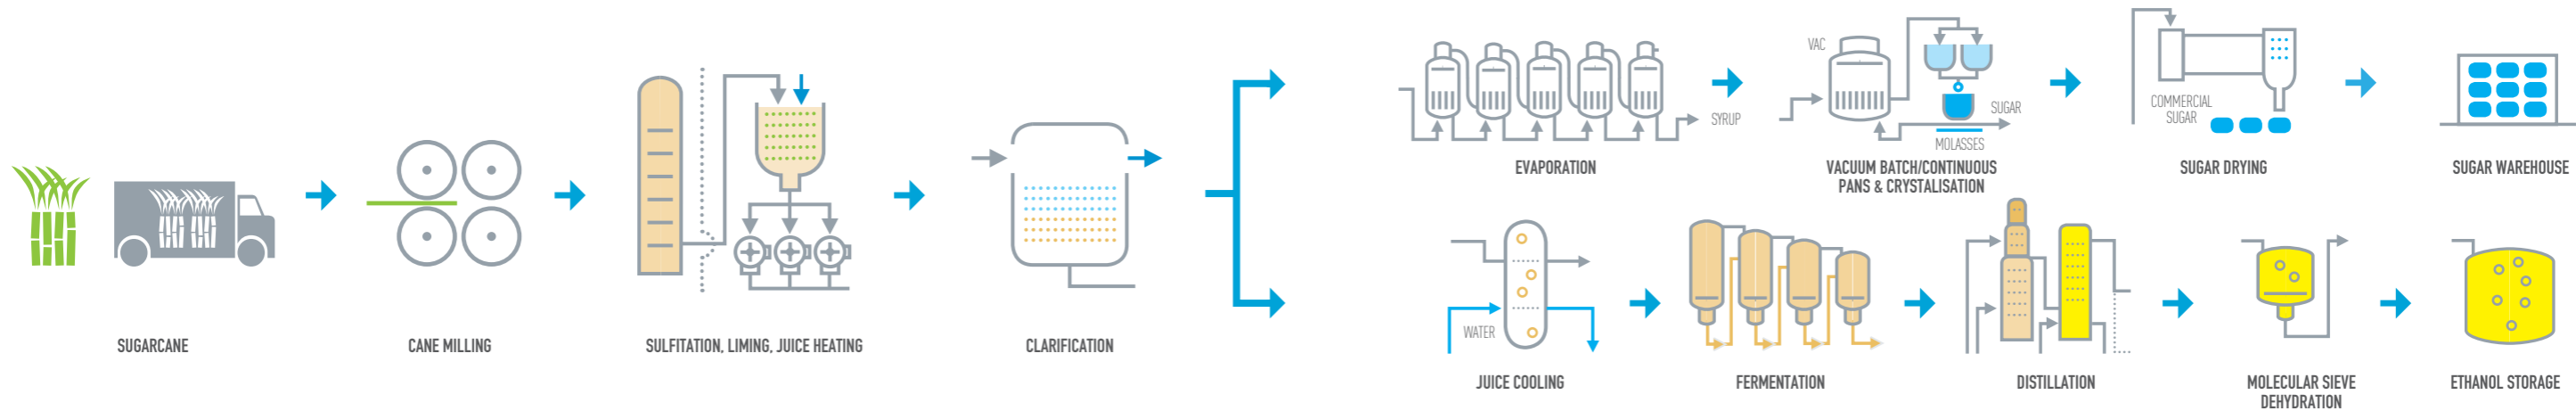 SUGARCANE
CANE MILLING
SULFITATION, LIMING, JUICE HEATING
CLARIFICATION
SYRUP
EVAPORATION
VAC
SUGAR
MOLASSES
VACUUM BATCH/CONTINUOUS
PANS & CRYSTALISATION
COMMERCIAL
SUGAR
SUGAR DRYING
SUGAR WAREHOUSE
WATER
JUICE COOLING
FERMENTATION
DISTILLATION
MOLECULAR SIEVE
DEHYDRATION
ETHANOL STORAGE